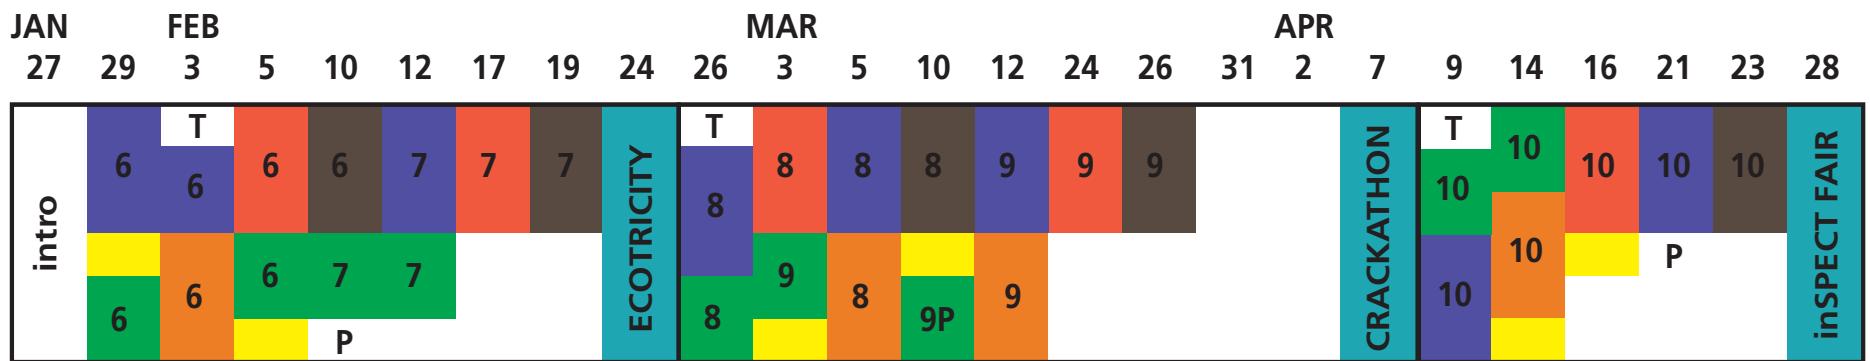 JAN FEB MAR APR
27 29 3 5 10 12 17 19 24 26 3 5 10 12 24 26 31 2 7 9 14 16 21 23 28
T T T
6 6 6 6 7 7 7 8 8 8 8 9 9 9 10 10 10 10 10
intro ECOTRICITY CRACKATHON inSPECT FAIR
6 6 6 7 7 8 9 8 9P 9 10 10
P P